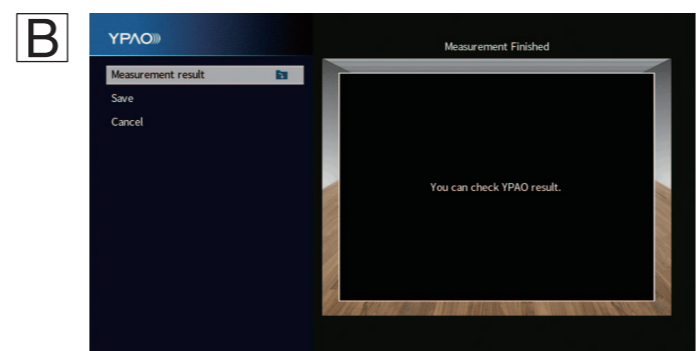 B
YPAO
Measurement Finished
Measurement result
Save
Cancel
You can check YPAO result.